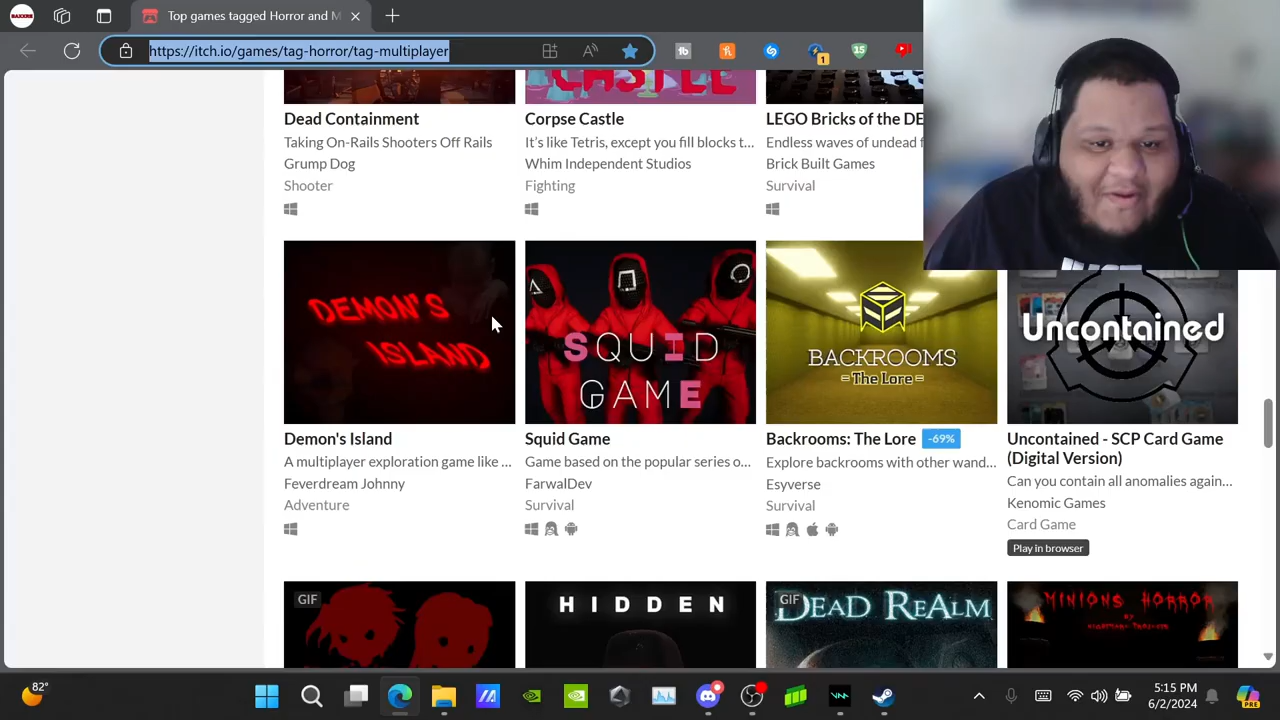 Top games tagged Horror and M
https://itch.io/games/tag-horror/tag-multiplayer
1
15
Dead Containment
Taking On-Rails Shooters Off Rails
Grump Dog
Shooter
CASTLE
Corpse Castle
It's like Tetris, except you fill blocks t...
Whim Independent Studios
Fighting
LEGO Bricks of the DE
Endless waves of undead f
Brick Built Games
Survival
DEMON'S
ISLAND
Demon's Island
A multiplayer exploration game like ...
Feverdream Johnny
Adventure
SQUID
GAME
Squid Game
Game based on the popular series o...
FarwalDev
Survival
BACKROOMS
-The Lore-
Backrooms: The Lore -69%
Explore backrooms with other wand...
Esyverse
Survival
Uncontained
Uncontained - SCP Card Game
(Digital Version)
Can you contain all anomalies again...
Kenomic Games
Card Game
Play in browser
GIF
HIDDEN
GIF
DEAD REALM
MINIONS HORROR
82°
5:15 PM
6/2/2024
PRE